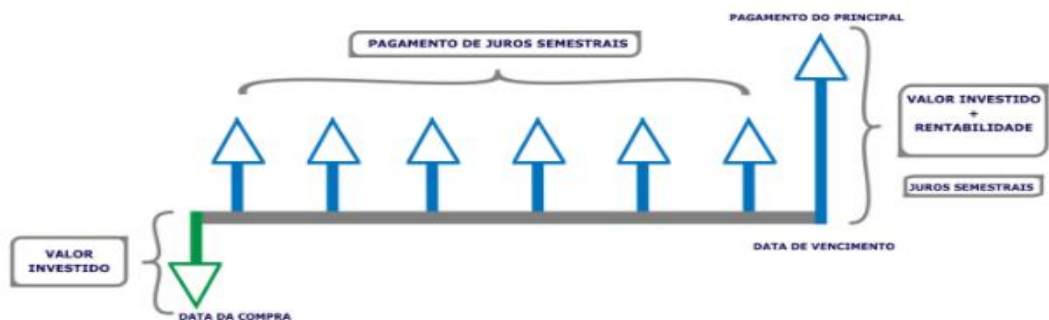 PAGAMENTO DO PRINCIPAL
PAGAMENTO DE JUROS SEMESTRAIS
VALOR INVESTIDO
+
RENTABILIDADE
JUROS SEMESTRAIS
VALOR
INVESTIDO
DATA DE VENCIMENTO
DATA DA COMPRA